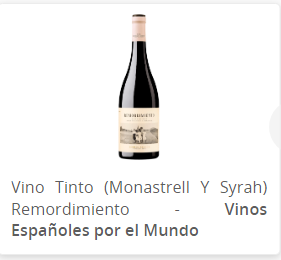 Vino Tinto (Monastrell Y Syrah)
Remordimiento - Vinos
Españoles por el Mundo